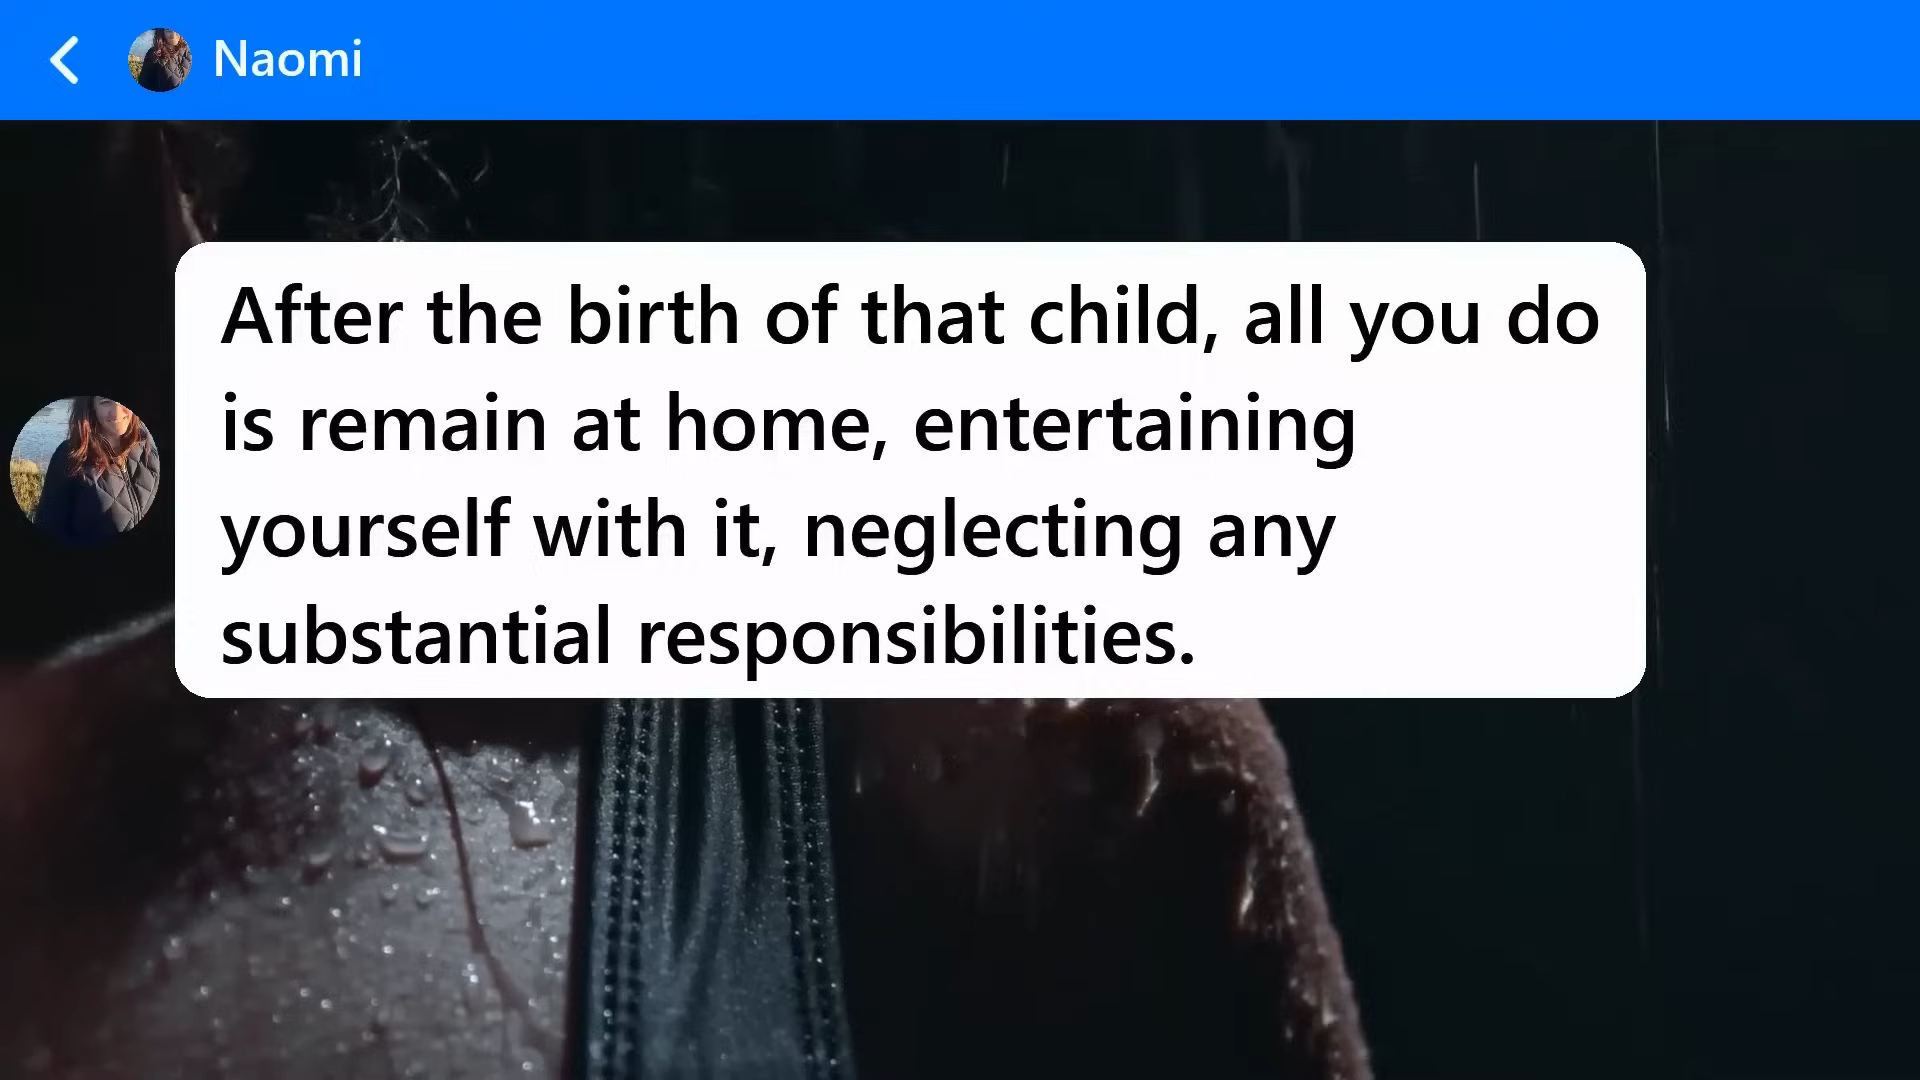 Naomi
After the birth of that child, all you do
is remain at home, entertaining
yourself with it, neglecting any
substantial responsibilities.